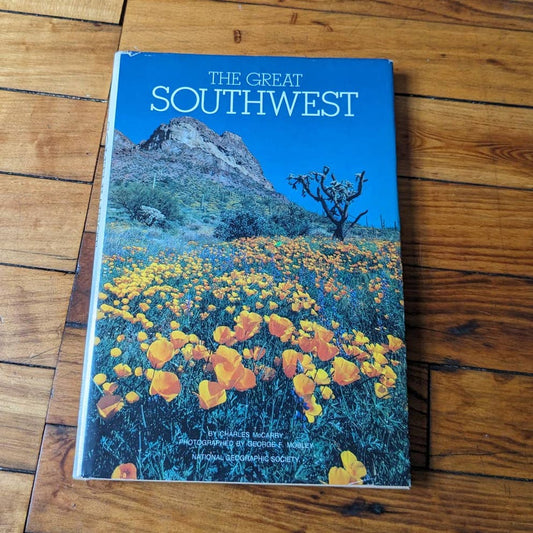 THE GREAT
SOUTHWEST
BY CHARLES McCARRY
PHOTOGRAPHED BY GEORGE F. MOBLEY
NATIONAL GEOGRAPHIC SOCIETY